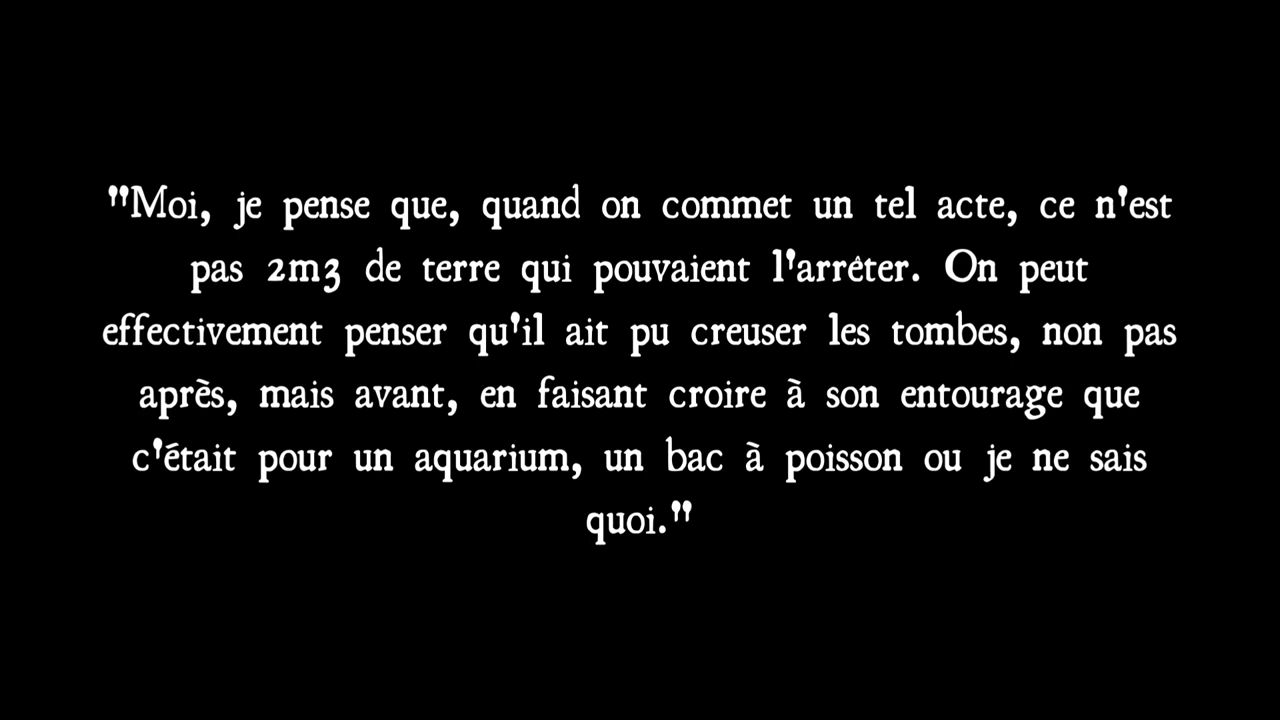 "Moi, je pense que, quand on commet un tel acte, ce n'est
pas 2m3 de terre qui pouvaient l'arrêter. On peut
effectivement penser qu'il ait pu creuser les tombes, non pas
après, mais avant, en faisant croire à son entourage que
c'était pour un aquarium, un bac à poisson ou je ne sais
quoi."